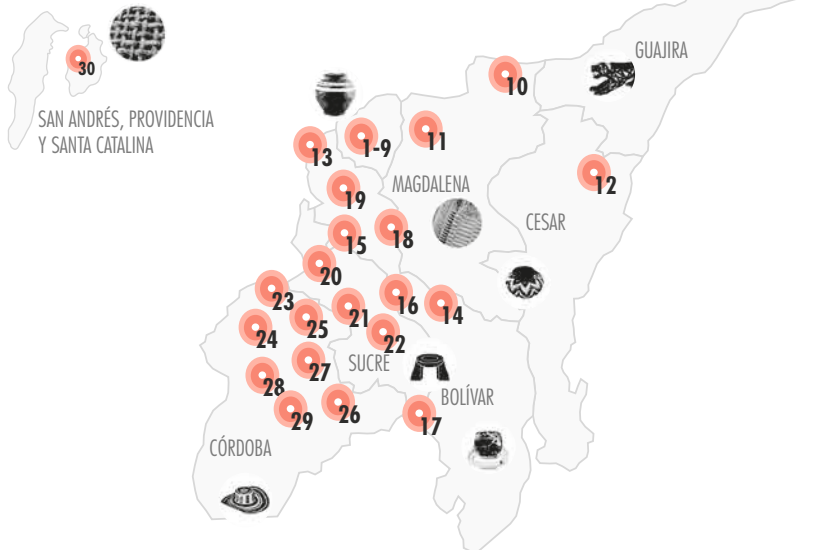 GUAJIRA
30
SAN ANDRÉS, PROVIDENCIA
Y SANTA CATALINA
10
11
1-9
13
12
MAGDALENA
19
CESAR
18
15
20
23
16
14
21
25
24
22
SUCRE
27
28
BOLÍVAR
26
29
17
CÓRDOBA